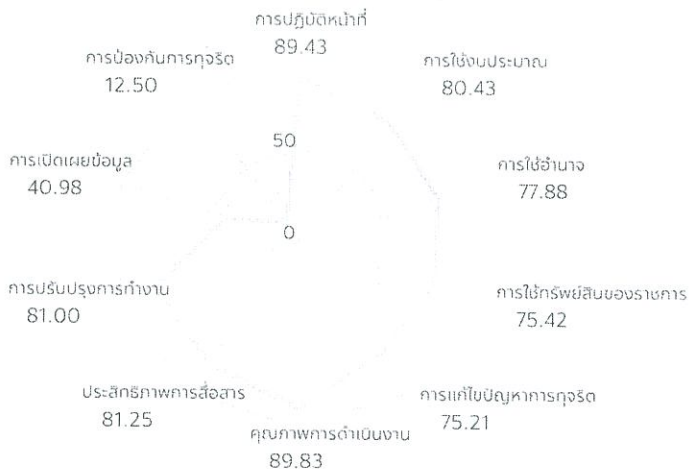 การปฏิบัติหน้าที่
89.43
การใช้งบประมาณ
80.43
การใช้อำนาจ
77.88
การใช้ทรัพย์สินของราชการ
75.42
การแก้ไขปัญหาการทุจริต
75.21
คุณภาพการดำเนินงาน
89.83
ประสิทธิภาพการสื่อสาร
81.25
การปรับปรุงการทำงาน
81.00
การเปิดเผยข้อมูล
40.98
การป้องกันการทุจริต
12.50
50
0